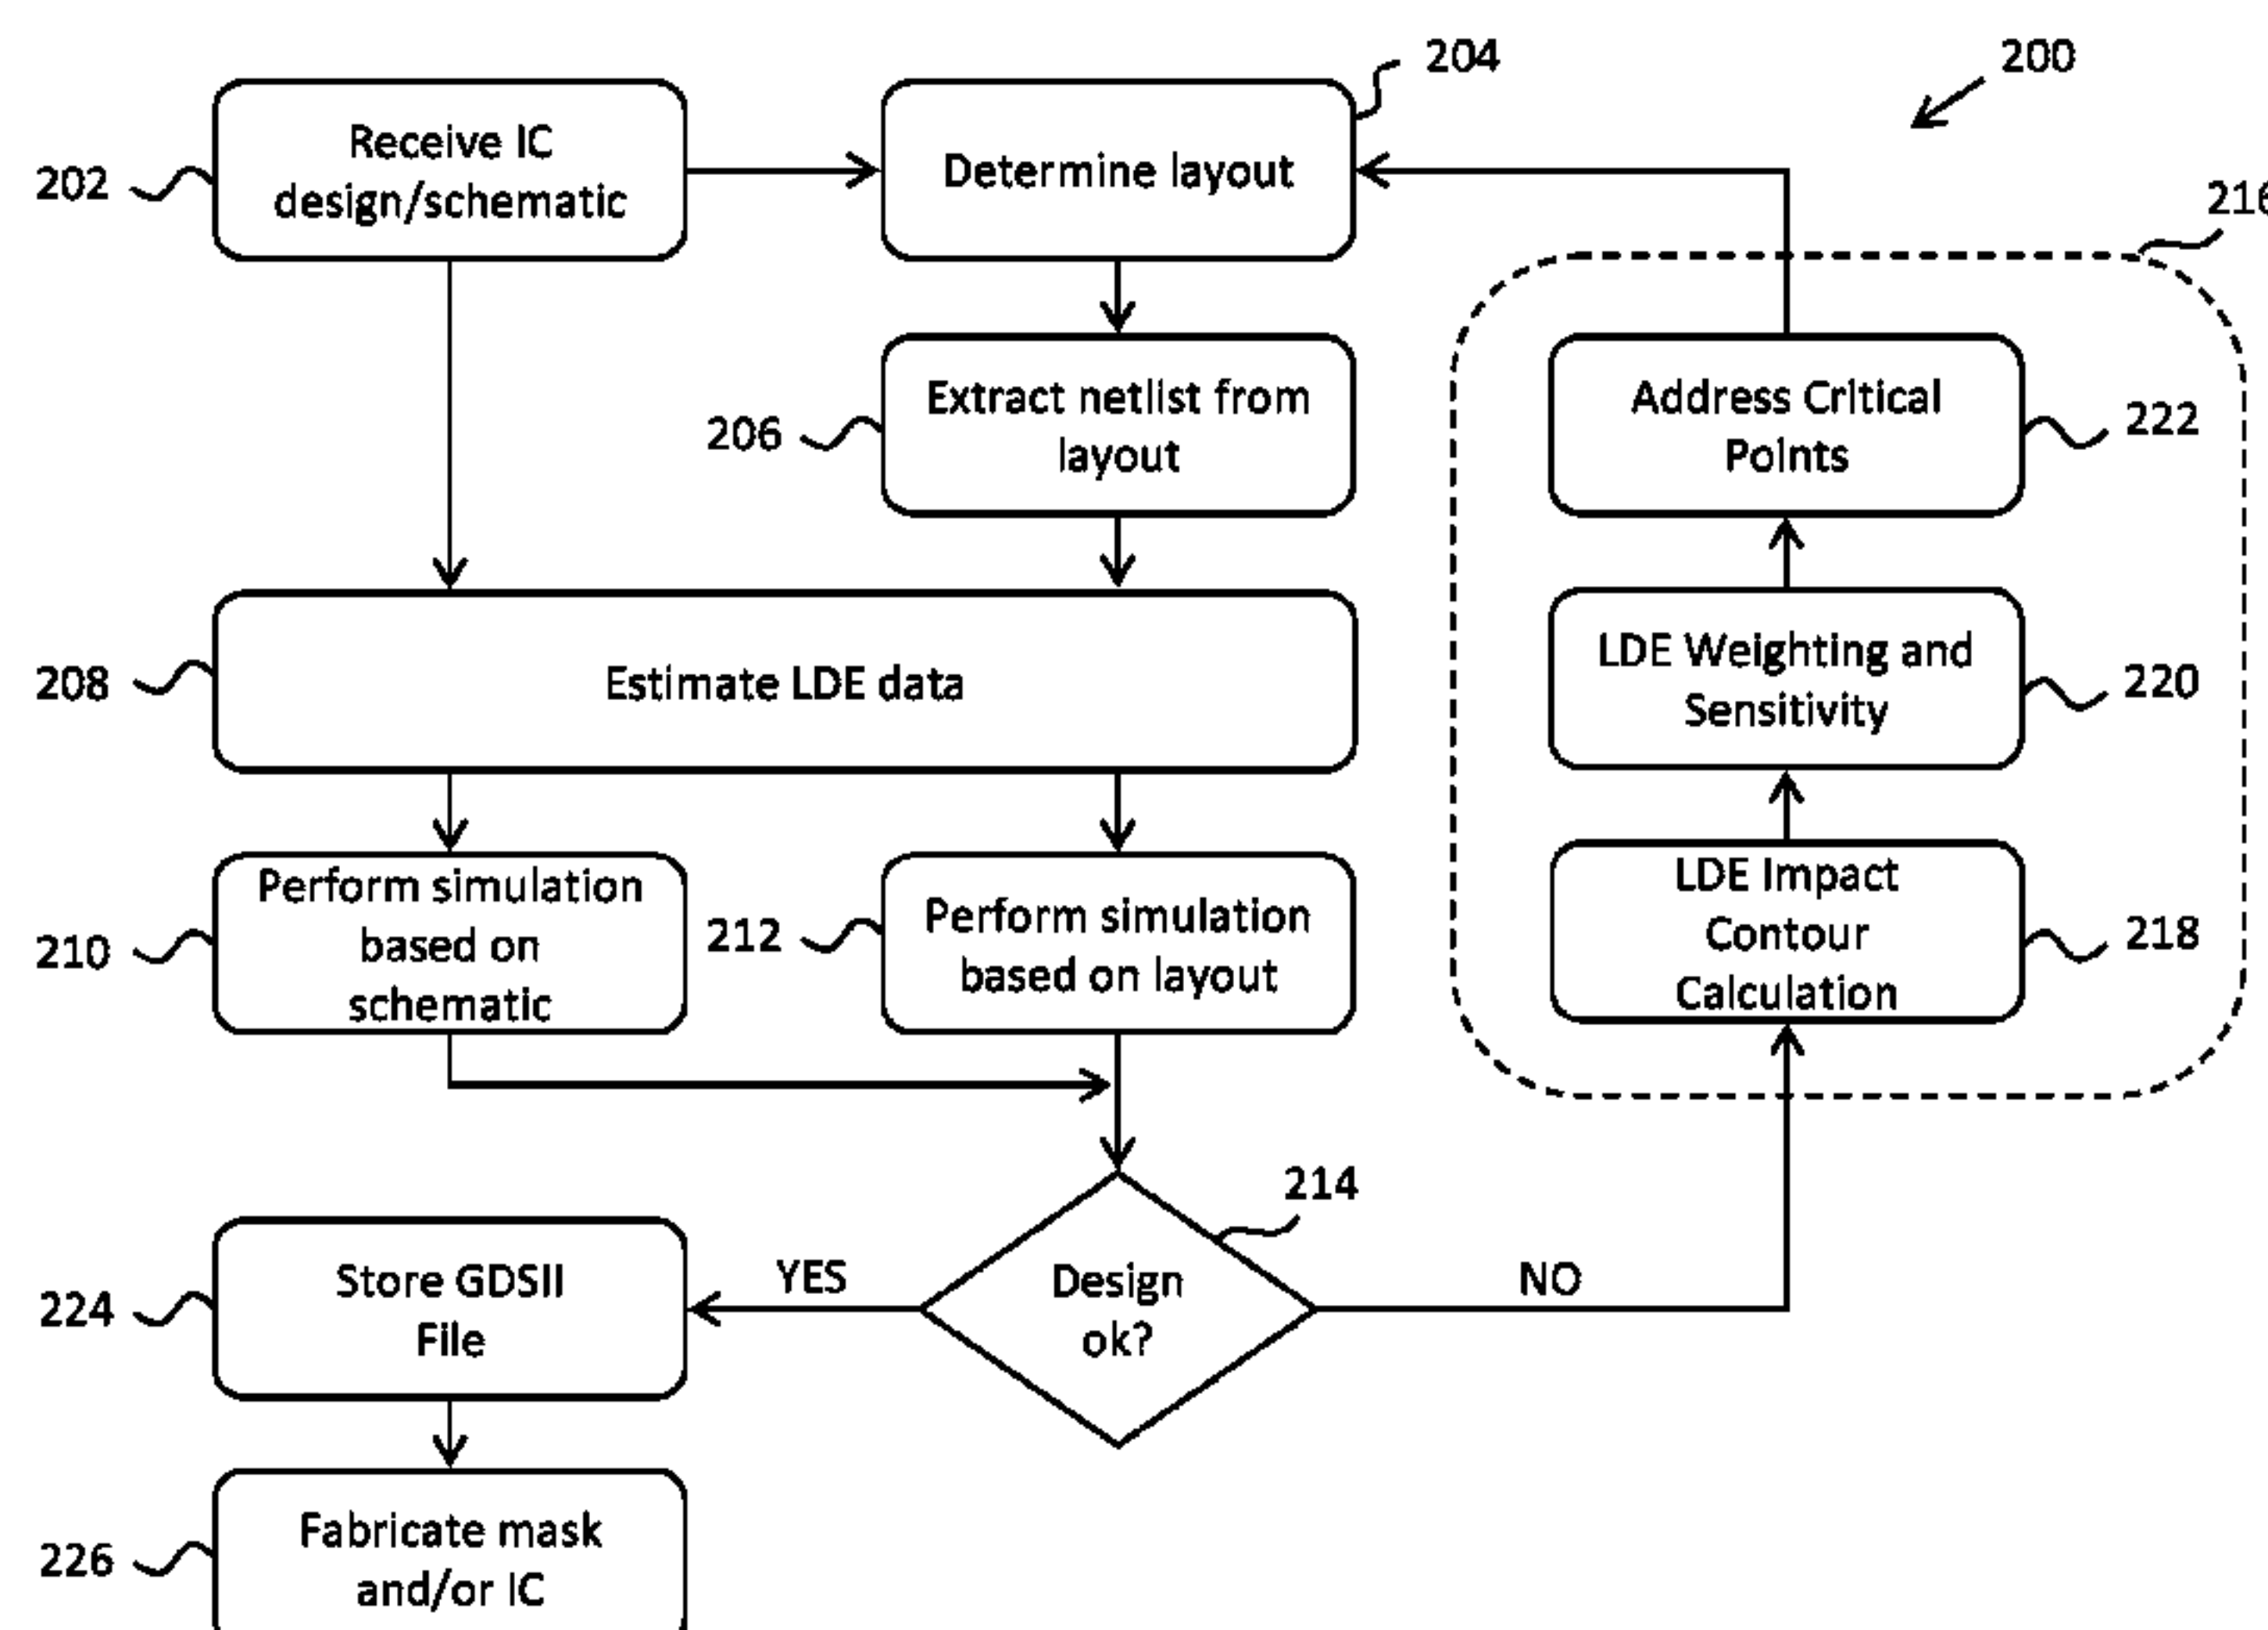 204
200
Receive IC
design/schematic
202
Determine layout
216
Extract netlist from
layout
206
Address Critical
Points
222
Estimate LDE data
208
LDE Weighting and
Sensitivity
220
Perform simulation
based on
schematic
210
212
Perform simulation
based on layout
LDE Impact
Contour
Calculation
218
214
Store GDSII
File
224
YES
Design
ok?
NO
Fabricate mask
and/or IC
226